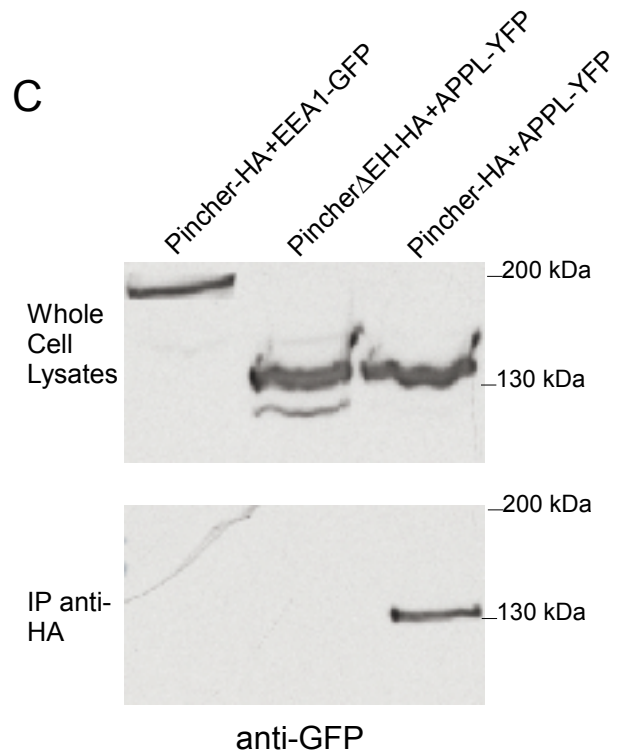 C
Pincher-HA+EEA1-GFP
PincherΔEH-HA+APPL-YFP
Pincher-HA+APPL-YFP
Whole
Cell
Lysates
200 kDa
130 kDa
IP anti-
HA
200 kDa
130 kDa
anti-GFP